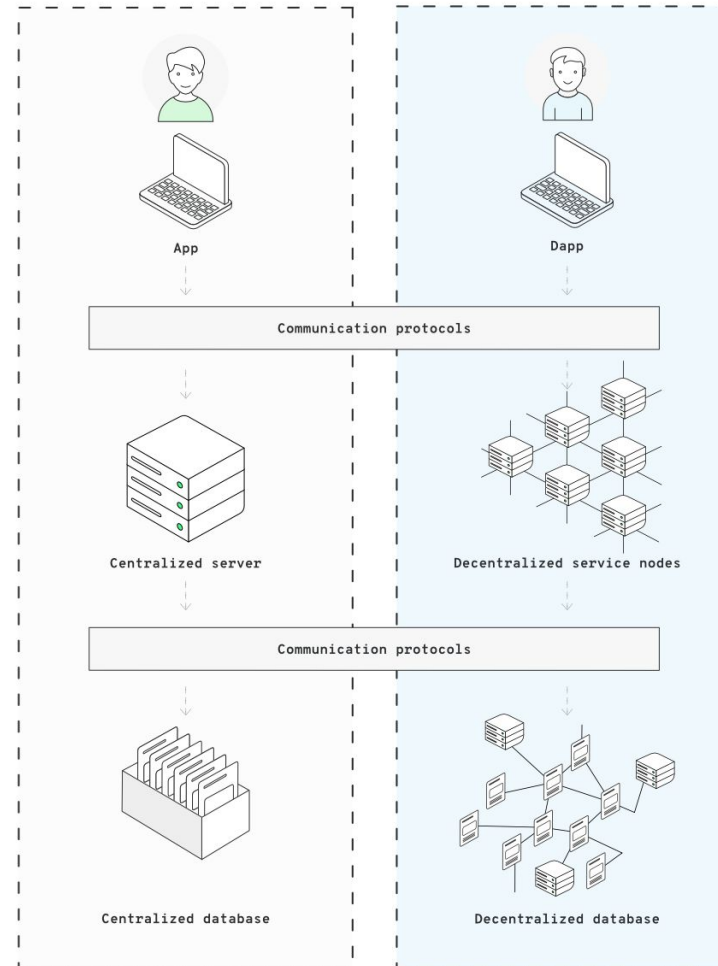 App
Dapp
Communication protocols
Centralized server
Decentralized service nodes
Communication protocols
Centralized database
Decentralized database